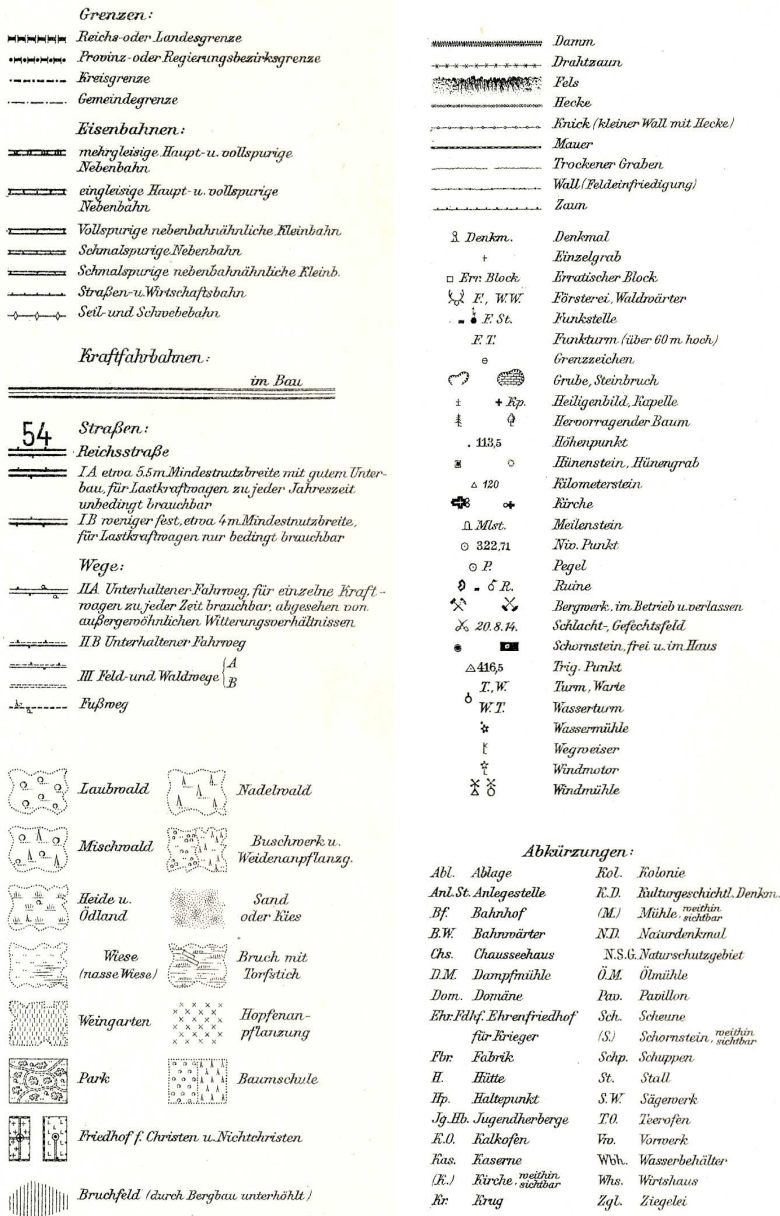 Grenzen:
Reichs- oder Landesgrenze
Provinz- oder Regierungsbezirksgrenze
Kreisgrenze
Gemeindegrenze
Eisenbahnen:
mehrgleisige Haupt- u. vollspurige
Nebenbahn
eingleisige Haupt- u. vollspurige
Nebenbahn
Vollspurige nebenbahnähnliche Kleinbahn
Schmalspurige Nebenbahn
Schmalspurige nebenbahnähnliche Kleinb.
Straßen- u. Wirtschaftsbahn
Seil- und Schwebebahn
Kraftfahrbahnen:
im Bau
54 Straßen:
Reichsstraße
IA etwa 5.5m Mindestnutzbreite mit gutem Unter-
bau, für Lastkraftwagen zu jeder Jahreszeit
unbedingt brauchbar
IB weniger fest, etwa 4m Mindestnutzbreite,
für Lastkraftwagen nur bedingt brauchbar
Wege:
IIA Unterhaltener Fahrweg, für einzelne Kraft-
wagen zu jeder Zeit brauchbar, abgesehen von
außergewöhnlichen Witterungsverhältnissen
IIB Unterhaltener Fahrweg
III Feld- und Waldwege { A
B
Fußweg
Laubwald Nadelwald
Mischwald Buschwerk u.
Weidenanpflanzg.
Heide u. Sand
Ödland oder Kies
Wiese Bruch mit
(nasse Wiese) Torfstich
Weingarten Hopfenan-
pflanzung
Park Baumschule
Friedhof f. Christen u. Nichtchristen
Bruchfeld (durch Bergbau unterhöhlt)
Damm
Drahtzaun
Fels
Hecke
Knick (kleiner Wall mit Hecke)
Mauer
Trockener Graben
Wall (Feldeinfriedigung)
Zaun
Denkm. Denkmal
Einzelgrab
Err. Block Erratischer Block
F., W.W. Försterei, Waldwärter
F. St. Funkstelle
F.T. Funkturm (über 60 m hoch)
Grenzzeichen
Grube, Steinbruch
Kp. Heiligenbild, Kapelle
Hervorragender Baum
. 113,5 Höhenpunkt
Hünenstein, Hünengrab
120 Kilometerstein
Kirche
Mlst. Meilenstein
322,71 Niv. Punkt
P. Pegel
R. Ruine
Bergwerk, im Betrieb u. verlassen
20.8.14. Schlacht-, Gefechtsfeld
Schornstein, frei u. im Haus
416,5 Trig. Punkt
T., W. Turm, Warte
W.T. Wasserturm
Wassermühle
Wegweiser
Windmotor
Windmühle
Abkürzungen:
Abl. Ablage Kol. Kolonie
Anl.St. Anlegestelle K.D. Kulturgeschichtl. Denkm.
Bf. Bahnhof (M.) Mühle, weithin sichtbar
B.W. Bahnwärter N.D. Naturdenkmal
Chs. Chausseehaus N.S.G. Naturschutzgebiet
D.M. Dampfmühle Ö.M. Ölmühle
Dom. Domäne Pav. Pavillon
Ehr.Fdhf. Ehrenfriedhof Sch. Scheune
für Krieger (S.) Schornstein, weithin sichtbar
Fbr. Fabrik Schp. Schuppen
H. Hütte St. Stall
Hp. Haltepunkt S.W. Sägewerk
Jg.Hb. Jugendherberge T.O. Teerofen
K.O. Kalkofen Vw. Vorwerk
Kas. Kaserne Wbh. Wasserbehälter
(K.) Kirche, weithin sichtbar Whs. Wirtshaus
Kr. Krug Zgl. Ziegelei